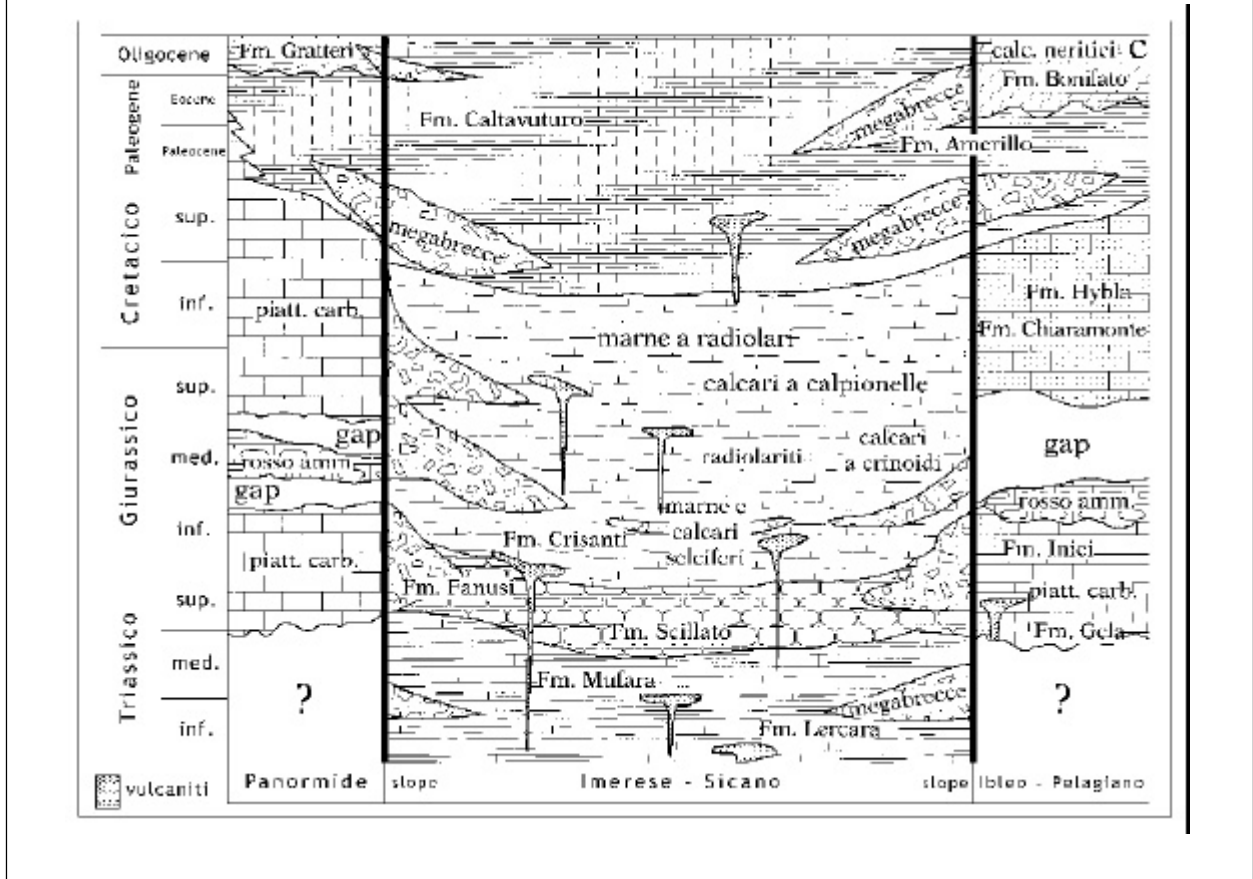 Oligocene
Fm. Gratteri
calc. neritici C
Paleogene
Eocene
Fm. Bonifato
megabrecce
Fm. Caltavuturo
Paleocene
Fm. Amerillo
Cretacico
sup.
megabrecce
megabrecce
inf.
piatt. carb.
Fm. Hybla
marne a radiolari
Fm. Chiaramonte
Giurassico
sup.
calcari a calpionelle
gap
calcari
a crinoidi
gap
med.
rosso amm.
radiolariti
gap
rosso amm.
marne e
calcari
selciferi
inf.
Fm. Crisanti
Fm. Inici
piatt. carb.
Fm. Fanusi
piatt. carb.
Triassico
sup.
Fm. Scillato
Fm. Gela
med.
Fm. Mufara
?
?
megabrecce
inf.
Fm. Lercara
vulcaniti
Panormide
slope
Imerese - Sicano
slope
Ibleo - Pelagiano